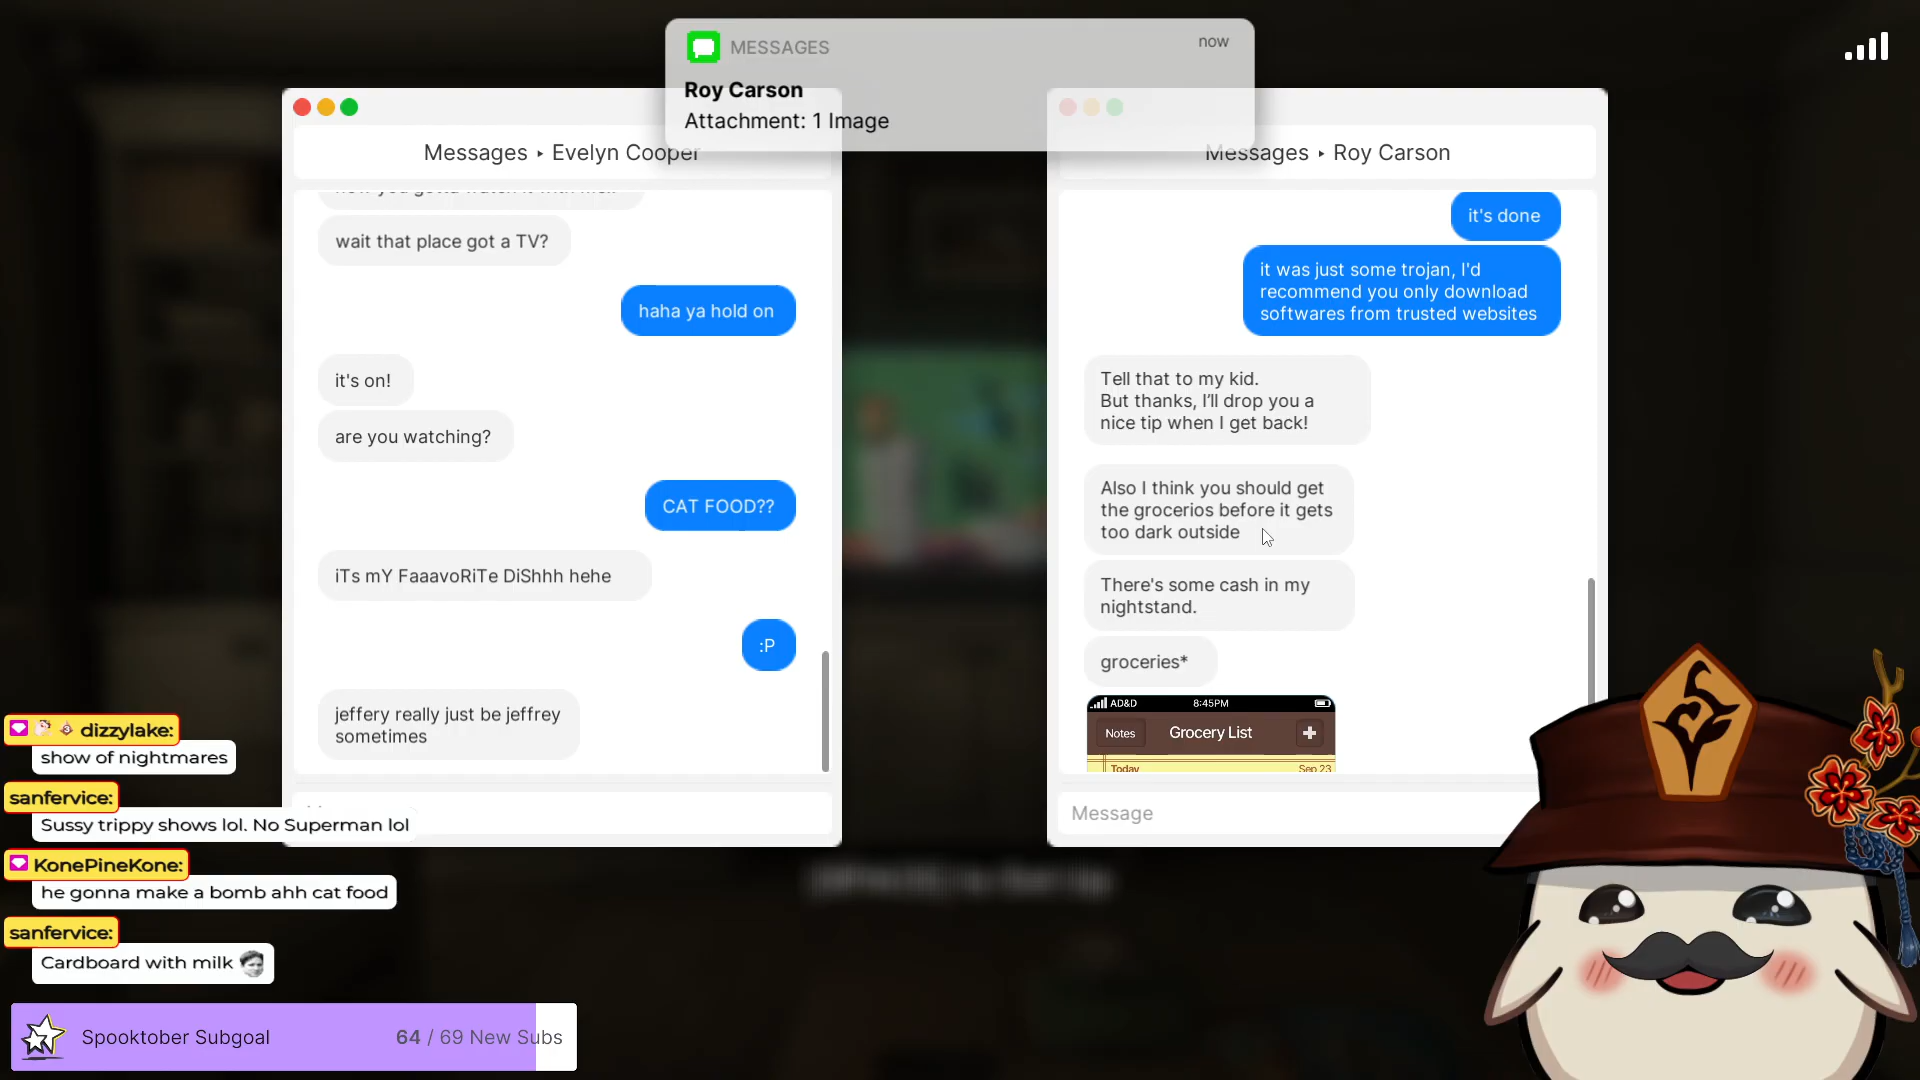 MESSAGES
now
Roy Carson
Attachment: 1 Image
Messages ‣ Evelyn Cooper
wait that place got a TV?
haha ya hold on
it's on!
are you watching?
CAT FOOD??
iTs mY FaaavoRiTe DiShhh hehe
:P
jeffery really just be jeffrey
sometimes
Messages ‣ Roy Carson
it's done
it was just some trojan, I'd
recommend you only download
softwares from trusted websites
Tell that to my kid.
But thanks, I'll drop you a
nice tip when I get back!
Also I think you should get
the grocerios before it gets
too dark outside
There's some cash in my
nightstand.
groceries*
AD&D
8:45PM
Notes
Grocery List
Today
Sep 23
Message
dizzylake:
show of nightmares
sanfervice:
Sussy trippy shows lol. No Superman lol
KonePineKone:
he gonna make a bomb ahh cat food
sanfervice:
Cardboard with milk
Spooktober Subgoal
64 / 69 New Subs